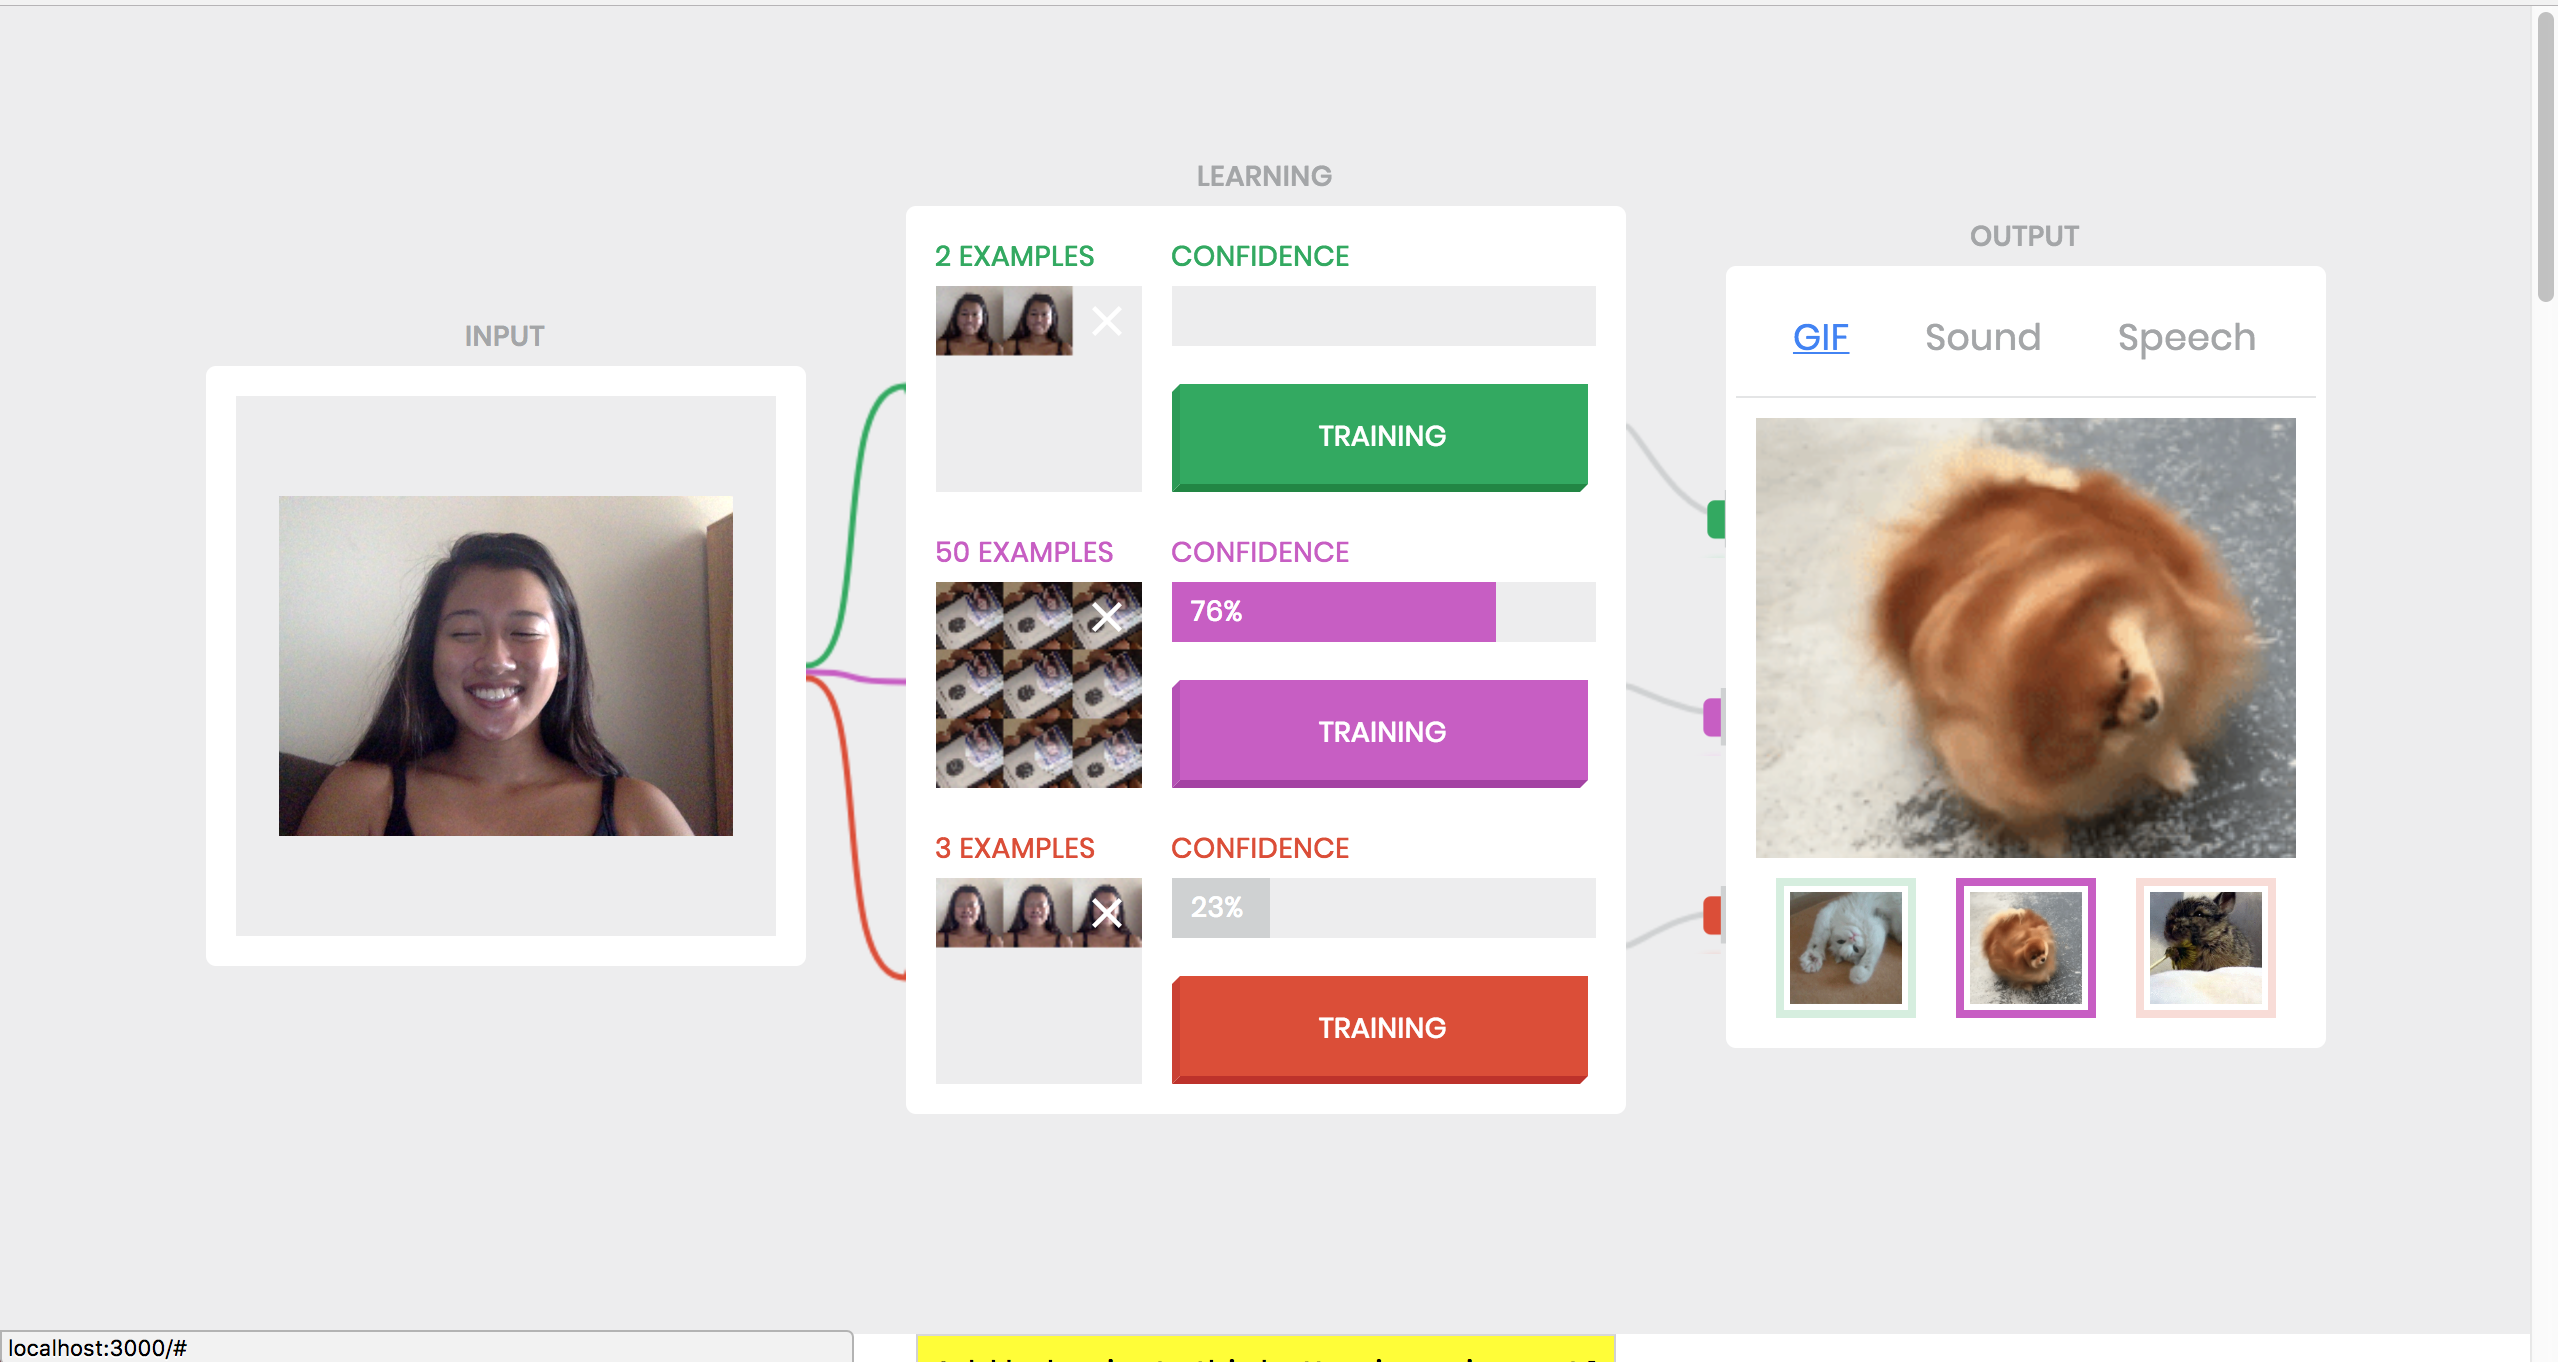 LEARNING
OUTPUT
INPUT
2 EXAMPLES
CONFIDENCE
TRAINING
50 EXAMPLES
CONFIDENCE
76%
TRAINING
3 EXAMPLES
CONFIDENCE
23%
TRAINING
GIF Sound Speech
localhost:3000/#